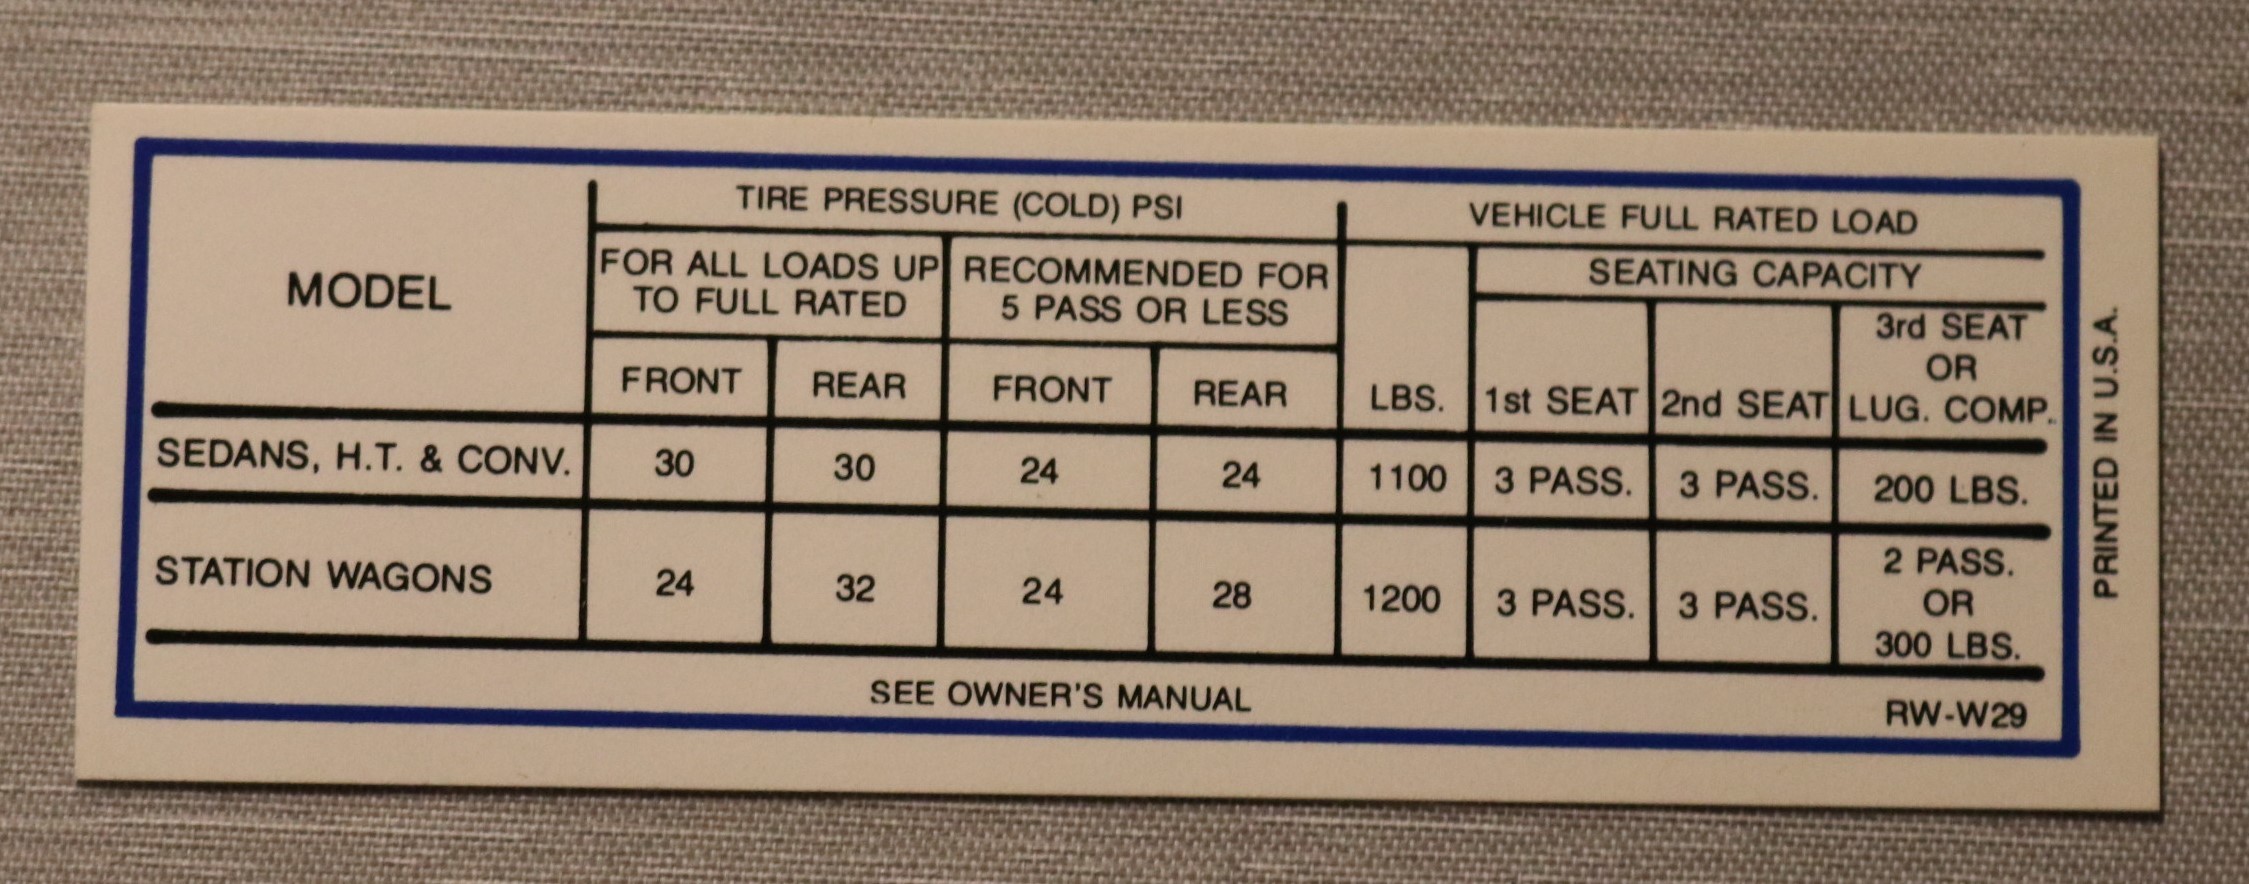 TIRE PRESSURE (COLD) PSI
VEHICLE FULL RATED LOAD
MODEL
FOR ALL LOADS UP
TO FULL RATED
RECOMMENDED FOR
5 PASS OR LESS
SEATING CAPACITY
FRONT
REAR
FRONT
REAR
LBS.
1st SEAT
2nd SEAT
3rd SEAT
OR
LUG. COMP.
SEDANS, H.T. & CONV. 30 30 24 24 1100 3 PASS. 3 PASS. 200 LBS.
STATION WAGONS 24 32 24 28 1200 3 PASS. 3 PASS.
2 PASS.
OR
300 LBS.
SEE OWNER'S MANUAL
RW-W29
PRINTED IN U.S.A.